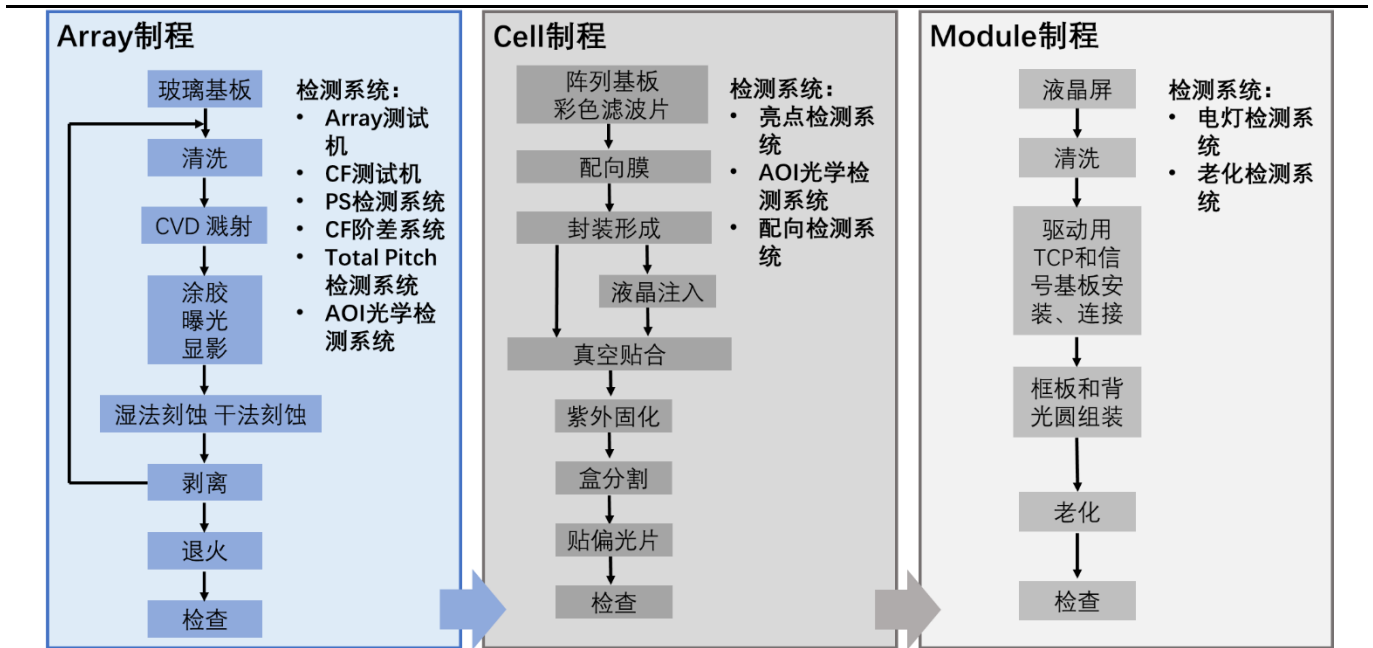 Array制程
玻璃基板
清洗
CVD 溅射
涂胶
曝光
显影
湿法刻蚀 干法刻蚀
剥离
退火
检查
检测系统：
• Array测试
机
• CF测试机
• PS检测系统
• CF阶差系统
• Total Pitch
检测系统
• AOI光学检
测系统
Cell制程
阵列基板
彩色滤波片
配向膜
封装形成
液晶注入
真空贴合
紫外固化
盒分割
贴偏光片
检查
检测系统：
• 亮点检测系
统
• AOI光学检
测系统
• 配向检测系
统
Module制程
液晶屏
清洗
驱动用
TCP和信
号基板安
装、连接
框板和背
光圆组装
老化
检查
检测系统：
• 电灯检测系
统
• 老化检测系
统